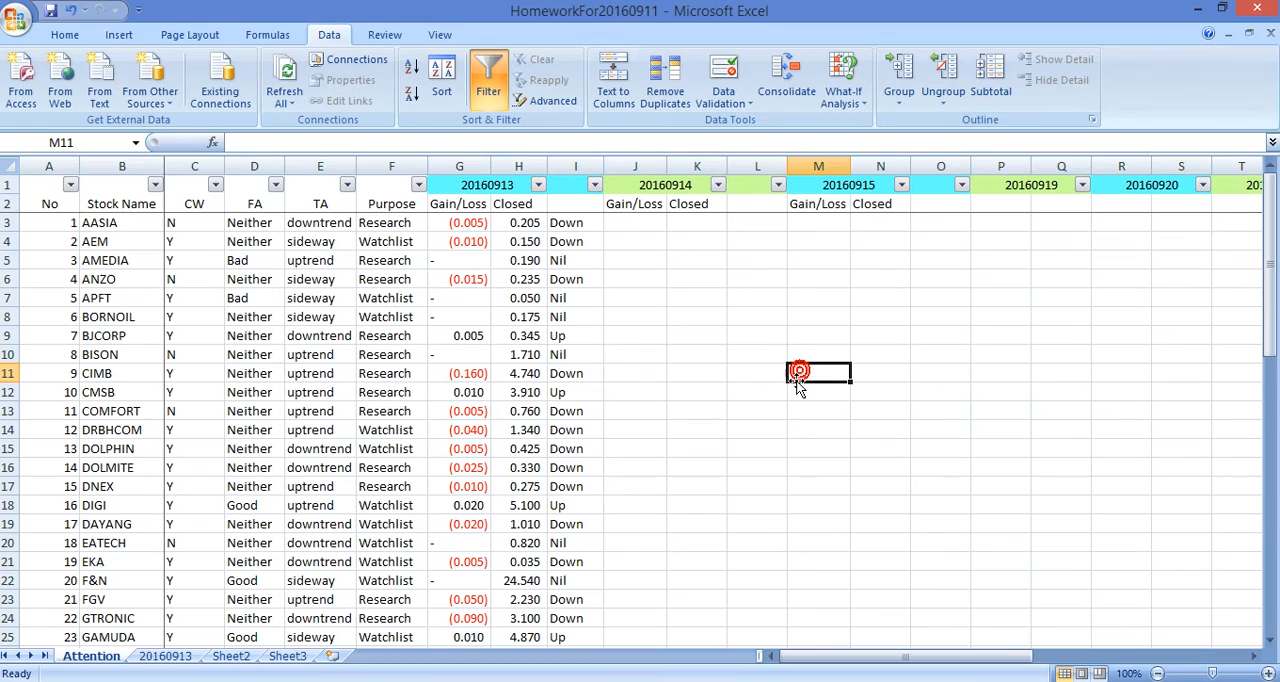 HomeworkFor20160911 - Microsoft Excel
Home Insert Page Layout Formulas Data Review View
From Access From Web From Text From Other Sources Existing Connections Refresh All Connections Properties Edit Links Sort Filter Clear Reapply Advanced Text to Columns Remove Duplicates Data Validation Consolidate What-If Analysis Group Ungroup Subtotal Show Detail Hide Detail
Get External Data Connections Sort & Filter Data Tools Outline
M11 fx
A B C D E F G H I J K L M N O P Q R S T
1 20160913 20160914 20160915 20160919 20160920 201
2 No Stock Name CW FA TA Purpose Gain/Loss Closed Gain/Loss Closed Gain/Loss Closed
3 1 AASIA N Neither downtrend Research (0.005) 0.205 Down
4 2 AEM Y Neither sideway Watchlist (0.010) 0.150 Down
5 3 AMEDIA Y Bad uptrend Research - 0.190 Nil
6 4 ANZO N Neither sideway Research (0.015) 0.235 Down
7 5 APFT Y Bad sideway Watchlist - 0.050 Nil
8 6 BORNOIL Y Neither sideway Watchlist - 0.175 Nil
9 7 BJCORP Y Neither downtrend Research 0.005 0.345 Up
10 8 BISON N Neither uptrend Research - 1.710 Nil
11 9 CIMB Y Neither uptrend Research (0.160) 4.740 Down
12 10 CMSB Y Neither uptrend Research 0.010 3.910 Up
13 11 COMFORT N Neither uptrend Research (0.005) 0.760 Down
14 12 DRBHCOM Y Neither uptrend Watchlist (0.040) 1.340 Down
15 13 DOLPHIN Y Neither downtrend Watchlist (0.005) 0.425 Down
16 14 DOLMITE Y Neither downtrend Research (0.025) 0.330 Down
17 15 DNEX Y Neither uptrend Research (0.010) 0.275 Down
18 16 DIGI Y Good uptrend Watchlist 0.020 5.100 Up
19 17 DAYANG Y Neither downtrend Watchlist (0.020) 1.010 Down
20 18 EATECH N Neither downtrend Watchlist - 0.820 Nil
21 19 EKA Y Neither downtrend Watchlist (0.005) 0.035 Down
22 20 F&N Y Good sideway Watchlist - 24.540 Nil
23 21 FGV Y Neither uptrend Research (0.050) 2.230 Down
24 22 GTRONIC Y Neither downtrend Research (0.090) 3.100 Down
25 23 GAMUDA Y Good sideway Watchlist 0.010 4.870 Up
Attention 20160913 Sheet2 Sheet3
Ready 100%